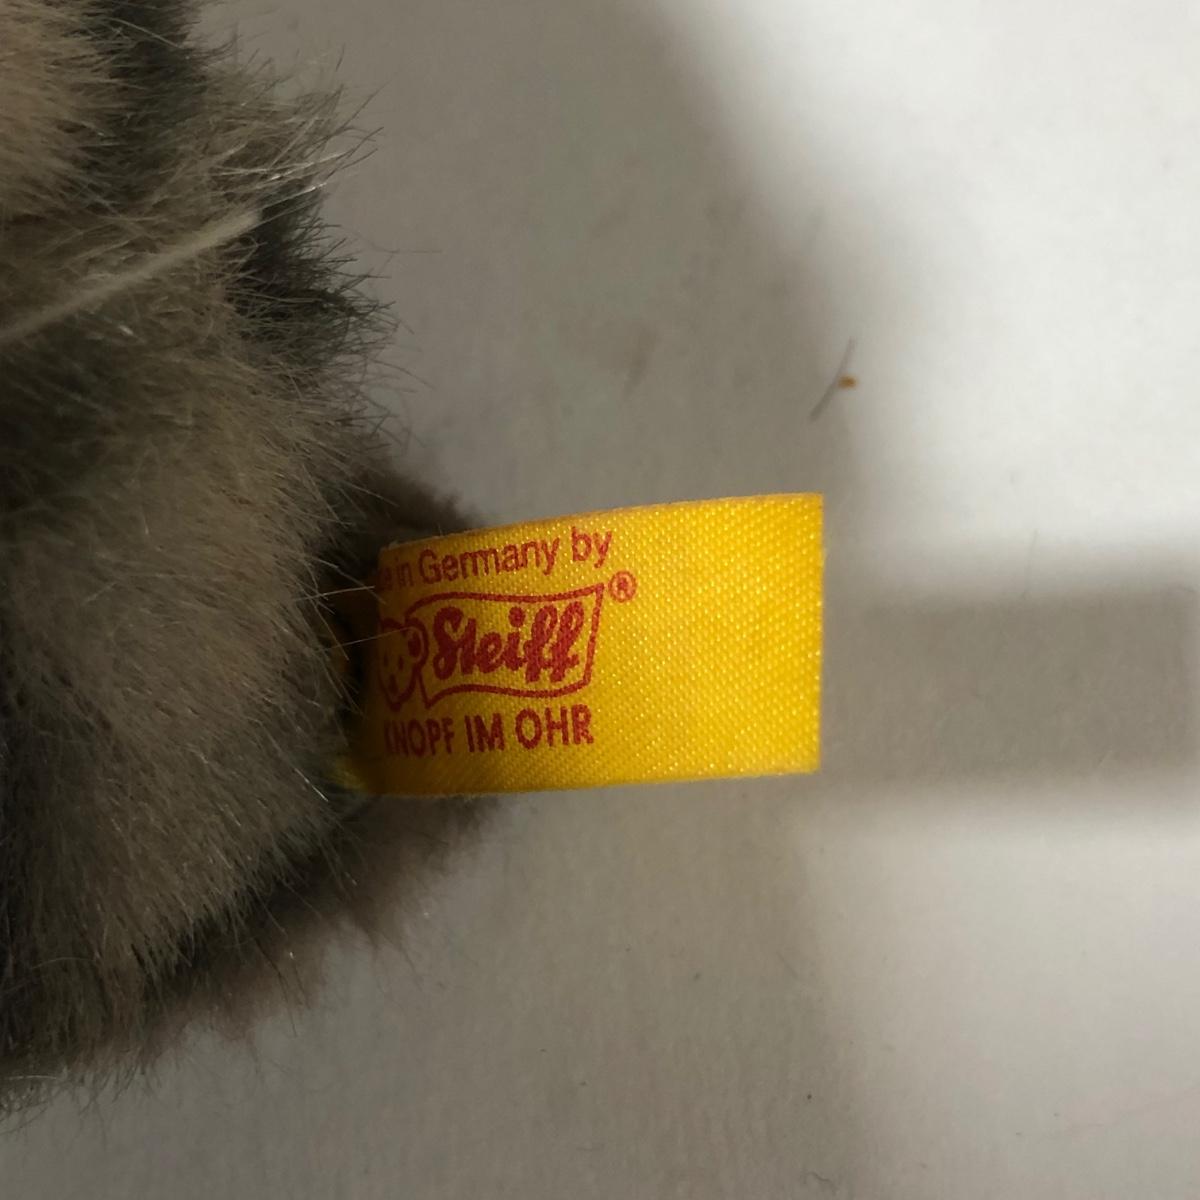 in Germany by
Steiff®
KNOPF IM OHR